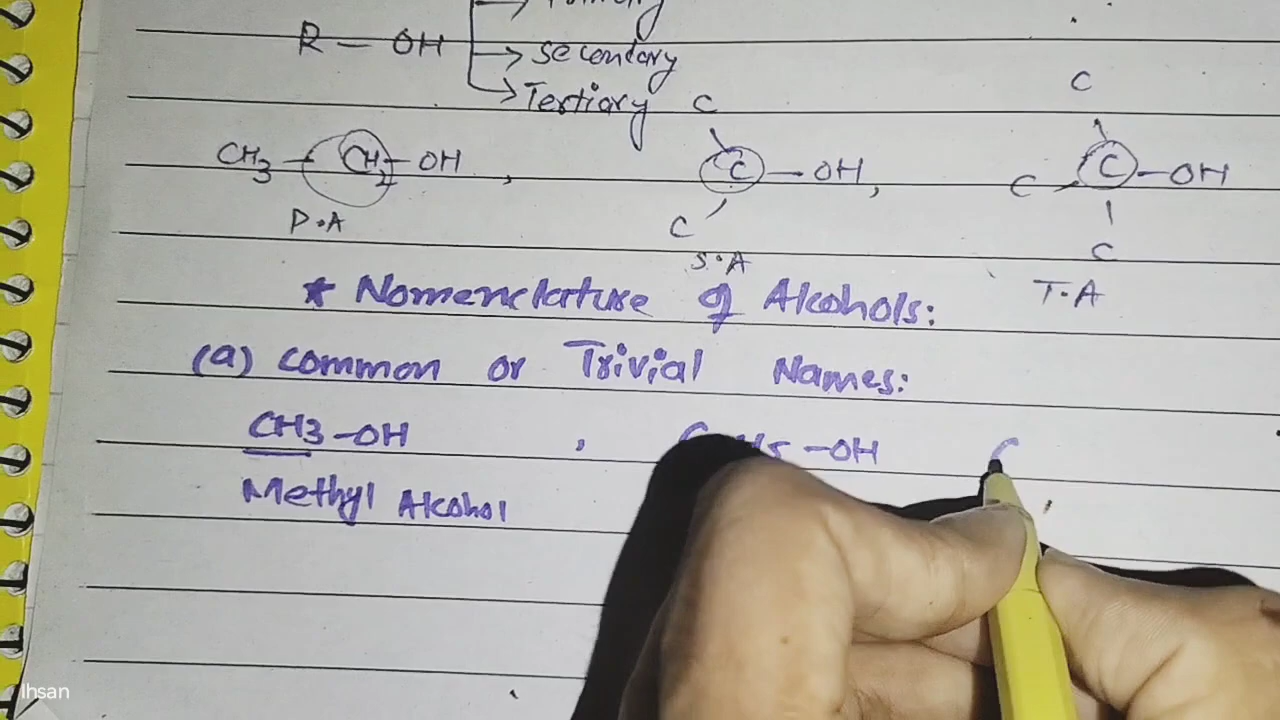 R — OH
→ secondary
→ Tertiary
CH3 — CH2 — OH ,
P.A
C
C — OH ,
C
S.A
C
C C — OH
C
T.A
* Nomenclature of Alcohols:
(a) common or Trivial Names:
CH3 -OH , H5 -OH C
Methyl Alcohol
Ihsan